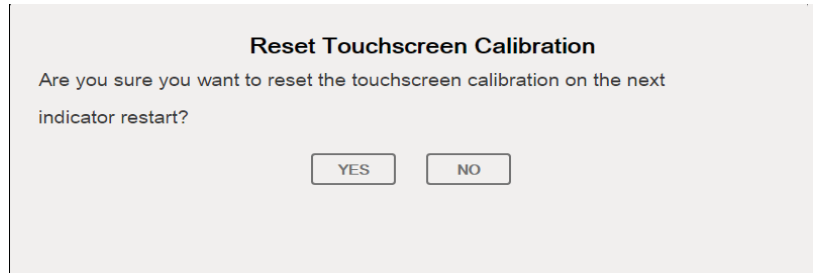 Reset Touchscreen Calibration
Are you sure you want to reset the touchscreen calibration on the next
indicator restart?
YES NO